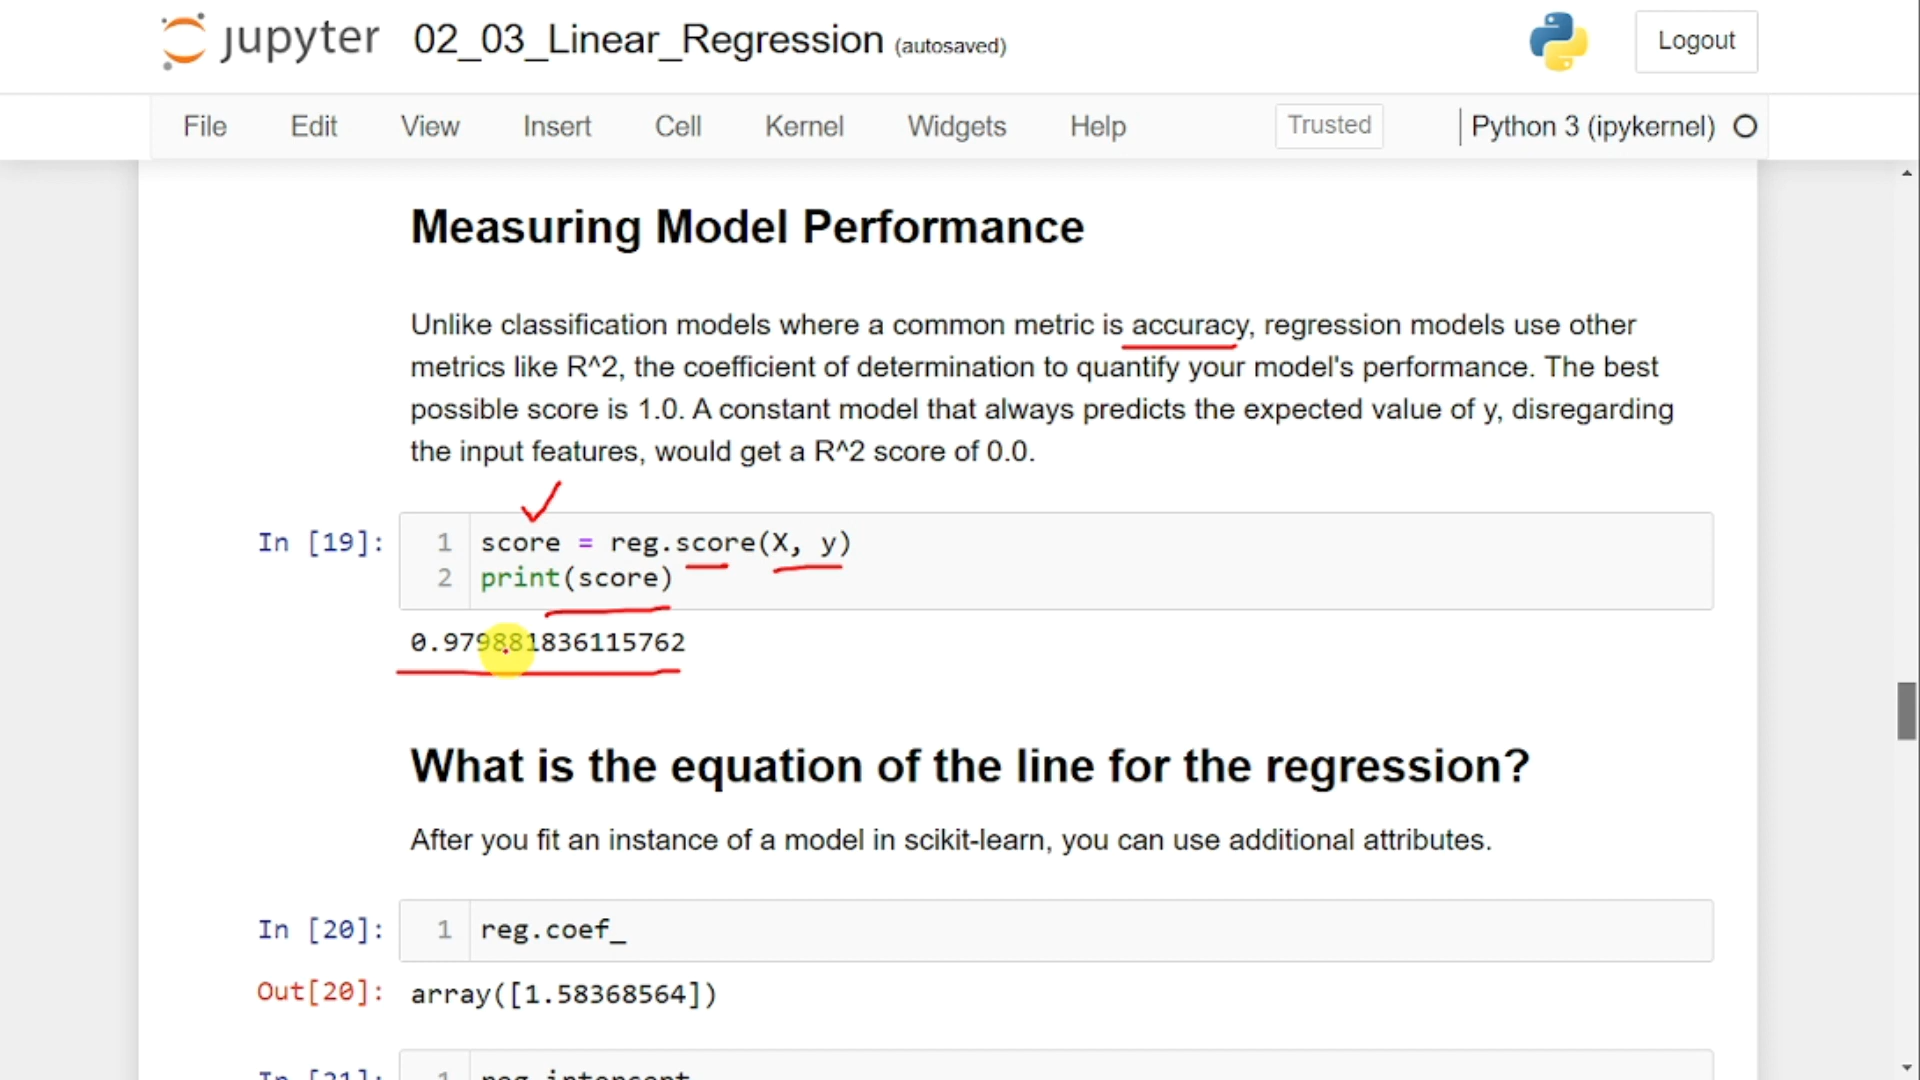 jupyter 02_03_Linear_Regression (autosaved)
Logout
File Edit View Insert Cell Kernel Widgets Help Trusted Python 3 (ipykernel)
Measuring Model Performance
Unlike classification models where a common metric is accuracy, regression models use other
metrics like R^2, the coefficient of determination to quantify your model's performance. The best
possible score is 1.0. A constant model that always predicts the expected value of y, disregarding
the input features, would get a R^2 score of 0.0.
In [19]: 1 score = reg.score(X, y)
2 print(score)
0.979881836115762
What is the equation of the line for the regression?
After you fit an instance of a model in scikit-learn, you can use additional attributes.
In [20]: 1 reg.coef_
Out[20]: array([1.58368564])
In [21]: 1 reg.intercept